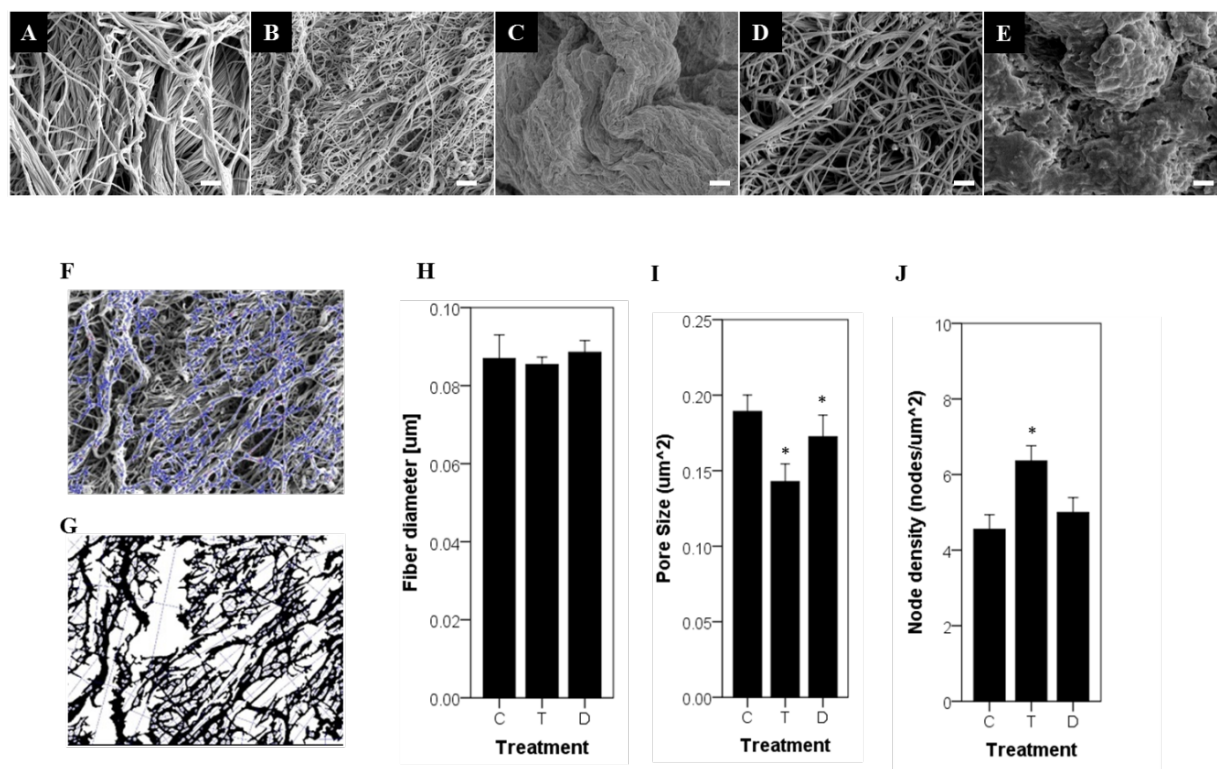 A
B
C
D
E
F
G
H
0.10
0.08
0.06
0.04
0.02
0.00
Fiber diameter [um]
C T D
Treatment
I
0.25
0.20
0.15
0.10
0.05
0.00
Pore Size (um^2)
* *
C T D
Treatment
J
10
8
6
4
2
0
Node density (nodes/um^2)
*
C T D
Treatment